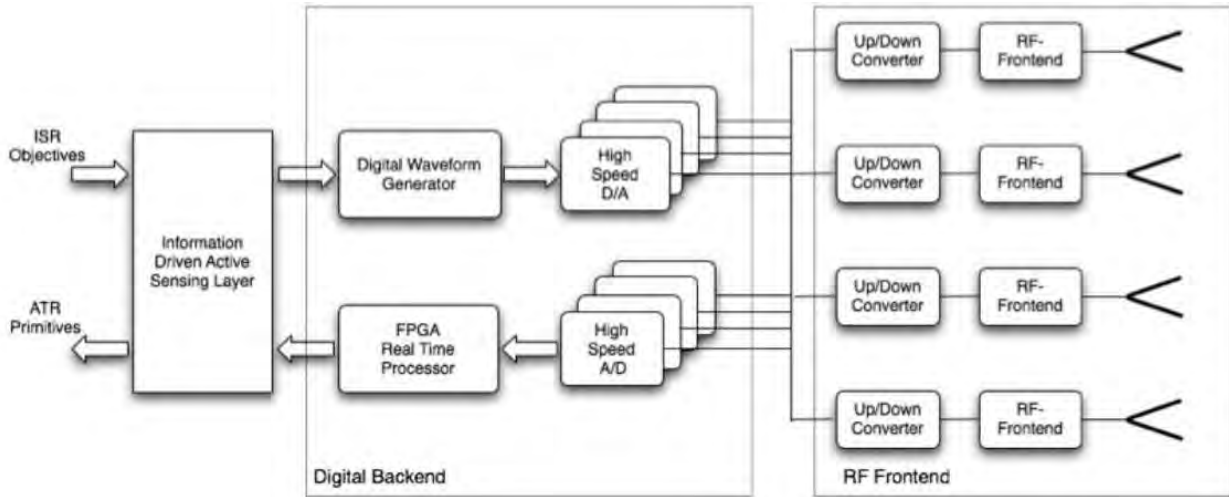 ISR
Objectives
ATR
Primitives
Information
Driven Active
Sensing Layer
Digital Waveform
Generator
High
Speed
D/A
FPGA
Real Time
Processor
High
Speed
A/D
Digital Backend
Up/Down
Converter
RF-
Frontend
Up/Down
Converter
RF-
Frontend
Up/Down
Converter
RF-
Frontend
Up/Down
Converter
RF-
Frontend
RF Frontend